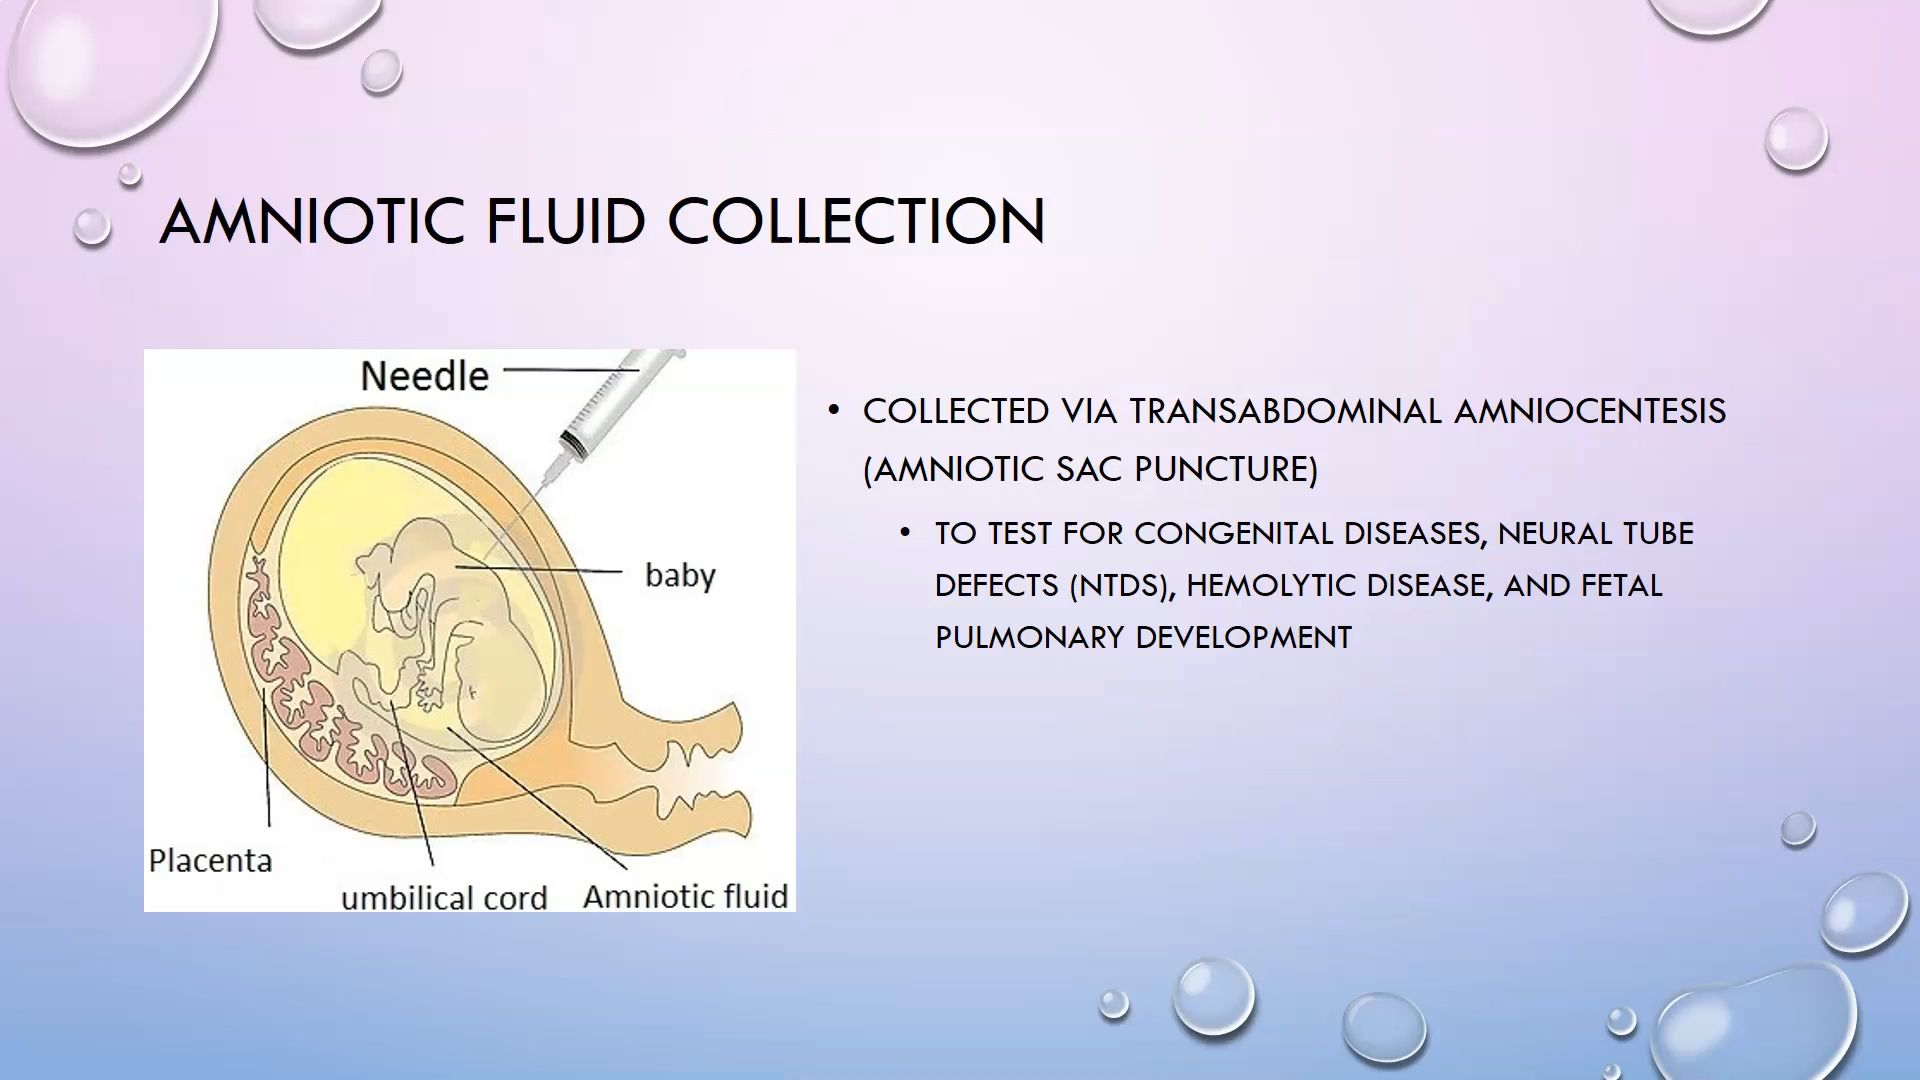 AMNIOTIC FLUID COLLECTION
Needle
baby
Placenta
umbilical cord
Amniotic fluid
• COLLECTED VIA TRANSABDOMINAL AMNIOCENTESIS
(AMNIOTIC SAC PUNCTURE)
• TO TEST FOR CONGENITAL DISEASES, NEURAL TUBE
DEFECTS (NTDS), HEMOLYTIC DISEASE, AND FETAL
PULMONARY DEVELOPMENT